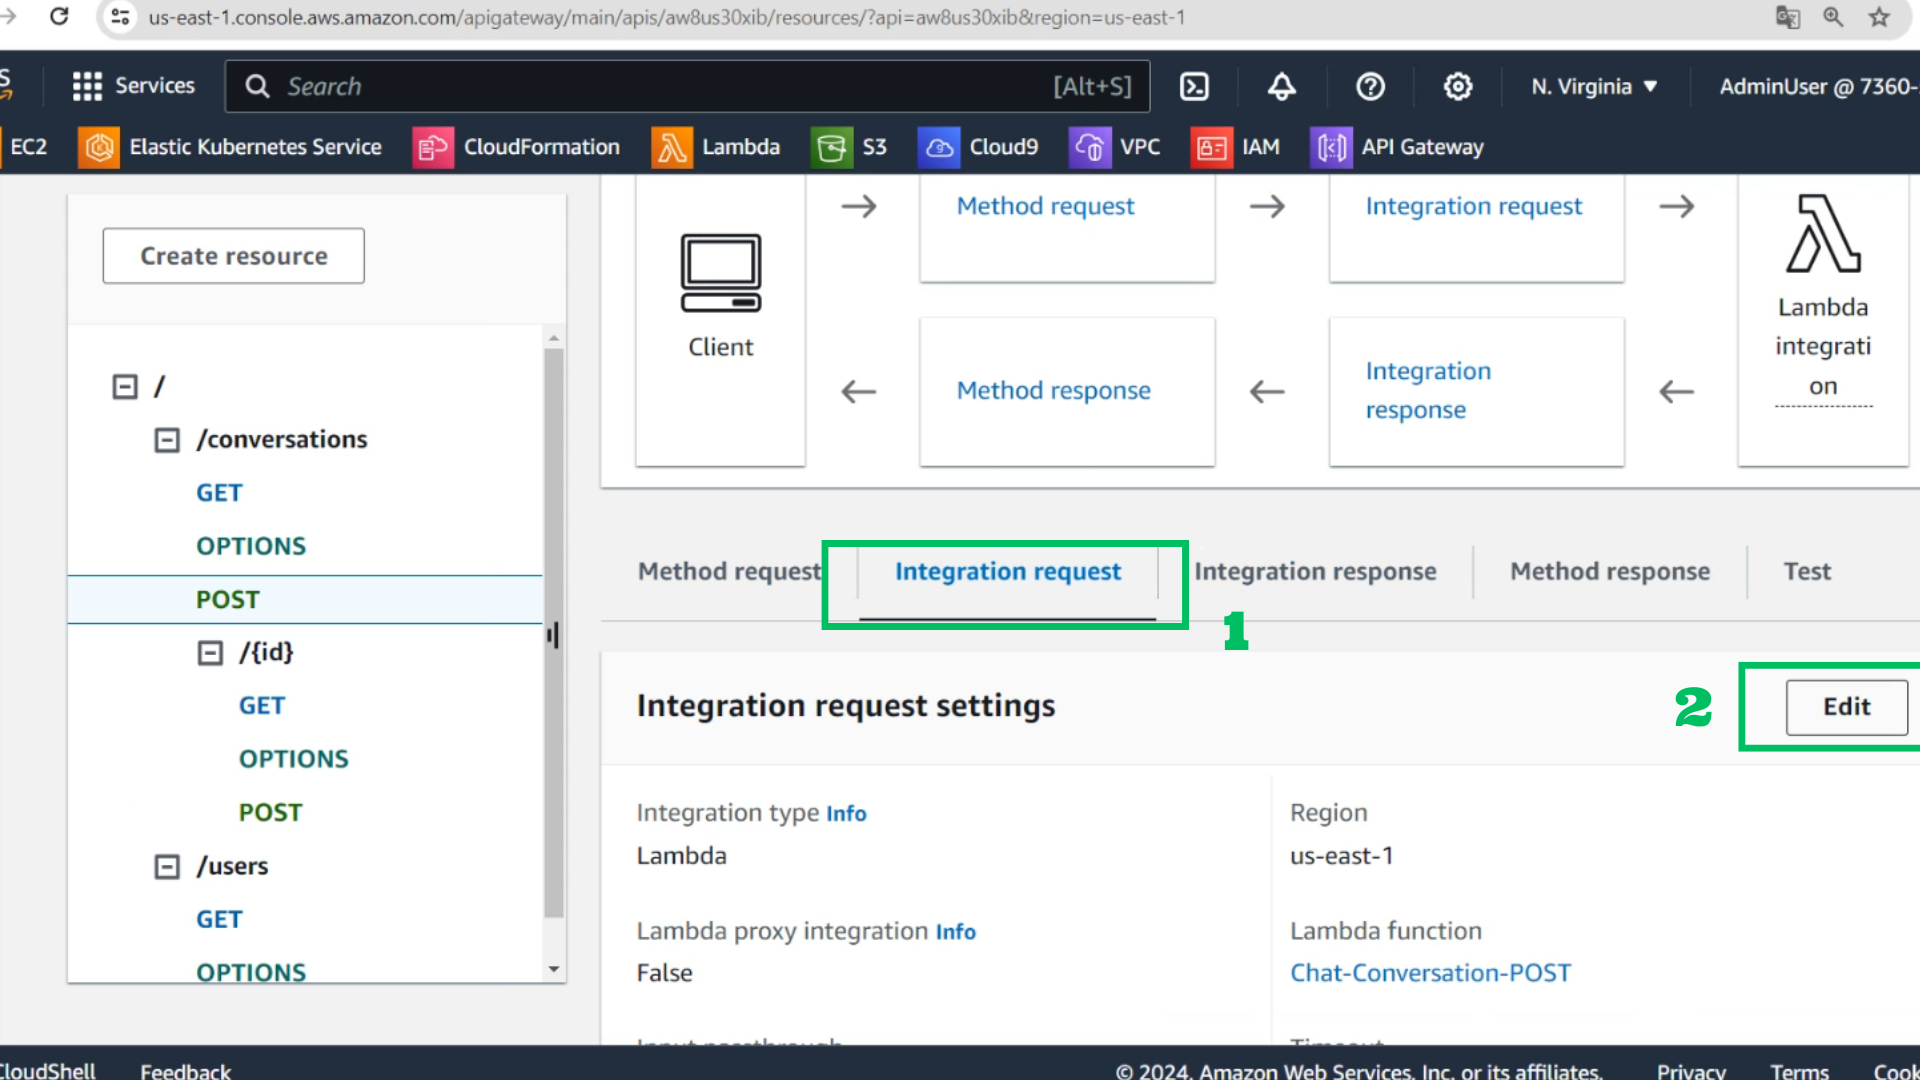 us-east-1.console.aws.amazon.com/apigateway/main/apis/aw8us30xib/resources/?api=aw8us30xib&region=us-east-1
Services
Search
[Alt+S]
N. Virginia ▼
AdminUser @ 7360-
EC2
Elastic Kubernetes Service
CloudFormation
Lambda
S3
Cloud9
VPC
IAM
API Gateway
Create resource
/
/conversations
GET
OPTIONS
POST
/{id}
GET
OPTIONS
POST
/users
GET
OPTIONS
Client
Method request
Integration request
Method response
Integration
response
Lambda
integrati
on
Method request
Integration request
Integration response
Method response
Test
1
Integration request settings
2
Edit
Integration type Info
Lambda
Region
us-east-1
Lambda proxy integration Info
False
Lambda function
Chat-Conversation-POST
Input passthrough
Timeout
CloudShell
Feedback
© 2024, Amazon Web Services, Inc. or its affiliates.
Privacy
Terms
Cook